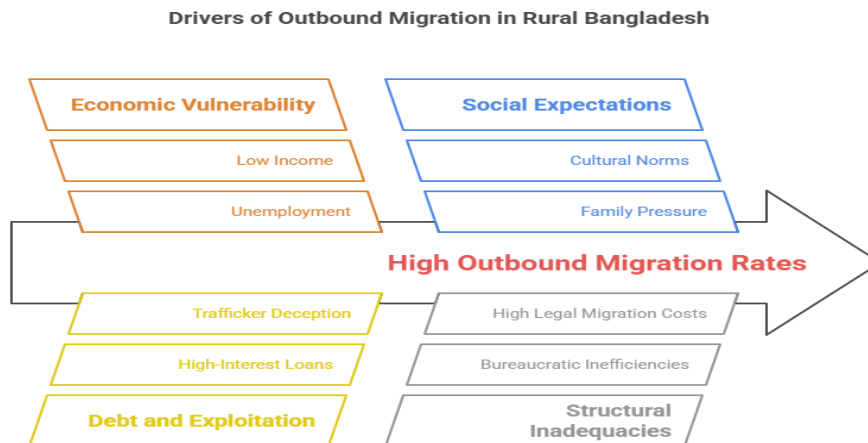 Drivers of Outbound Migration in Rural Bangladesh
Economic Vulnerability
Low Income
Unemployment
Social Expectations
Cultural Norms
Family Pressure
High Outbound Migration Rates
Trafficker Deception
High-Interest Loans
Debt and Exploitation
High Legal Migration Costs
Bureaucratic Inefficiencies
Structural
Inadequacies